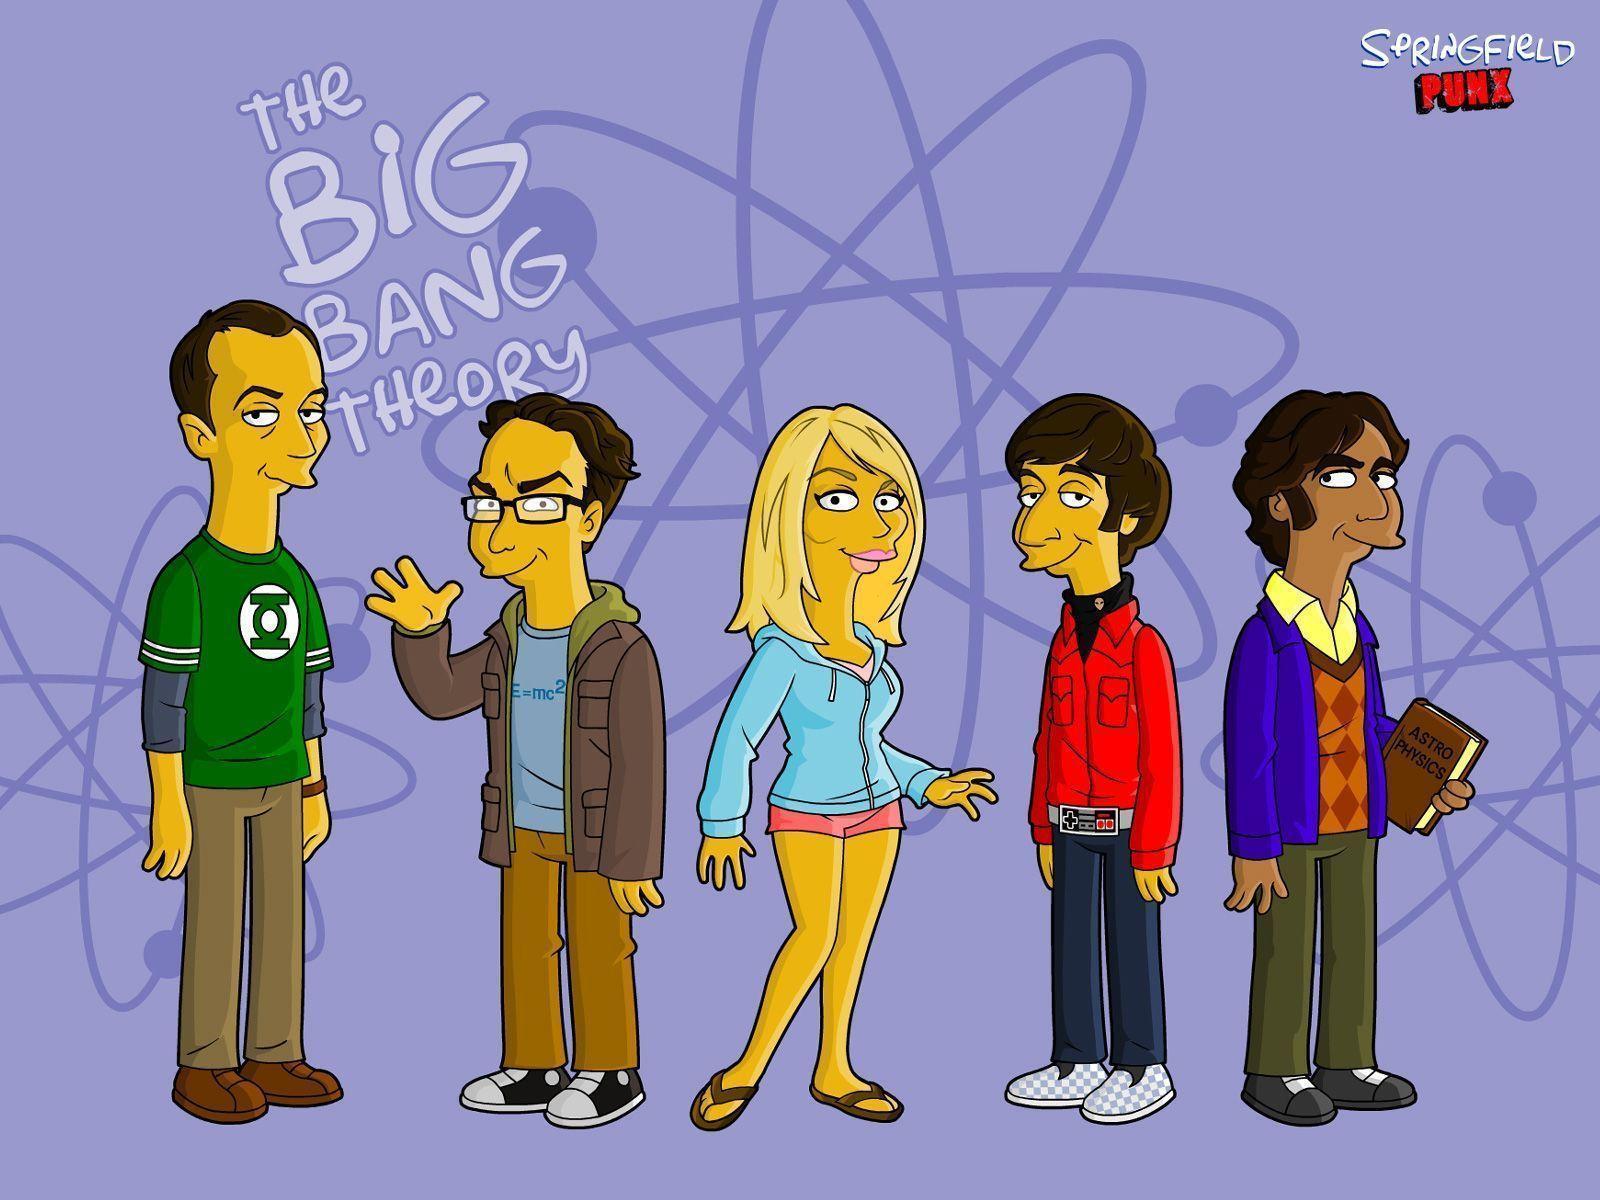 THE
BiG
BANG
THeORY
SPRiNGFieLD
PUNX
E=mc²
ASTRO
PHYSICS